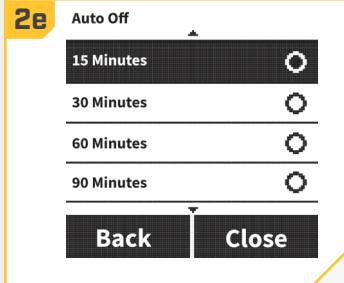 2e
Auto Off
15 Minutes
30 Minutes
60 Minutes
90 Minutes
Back Close